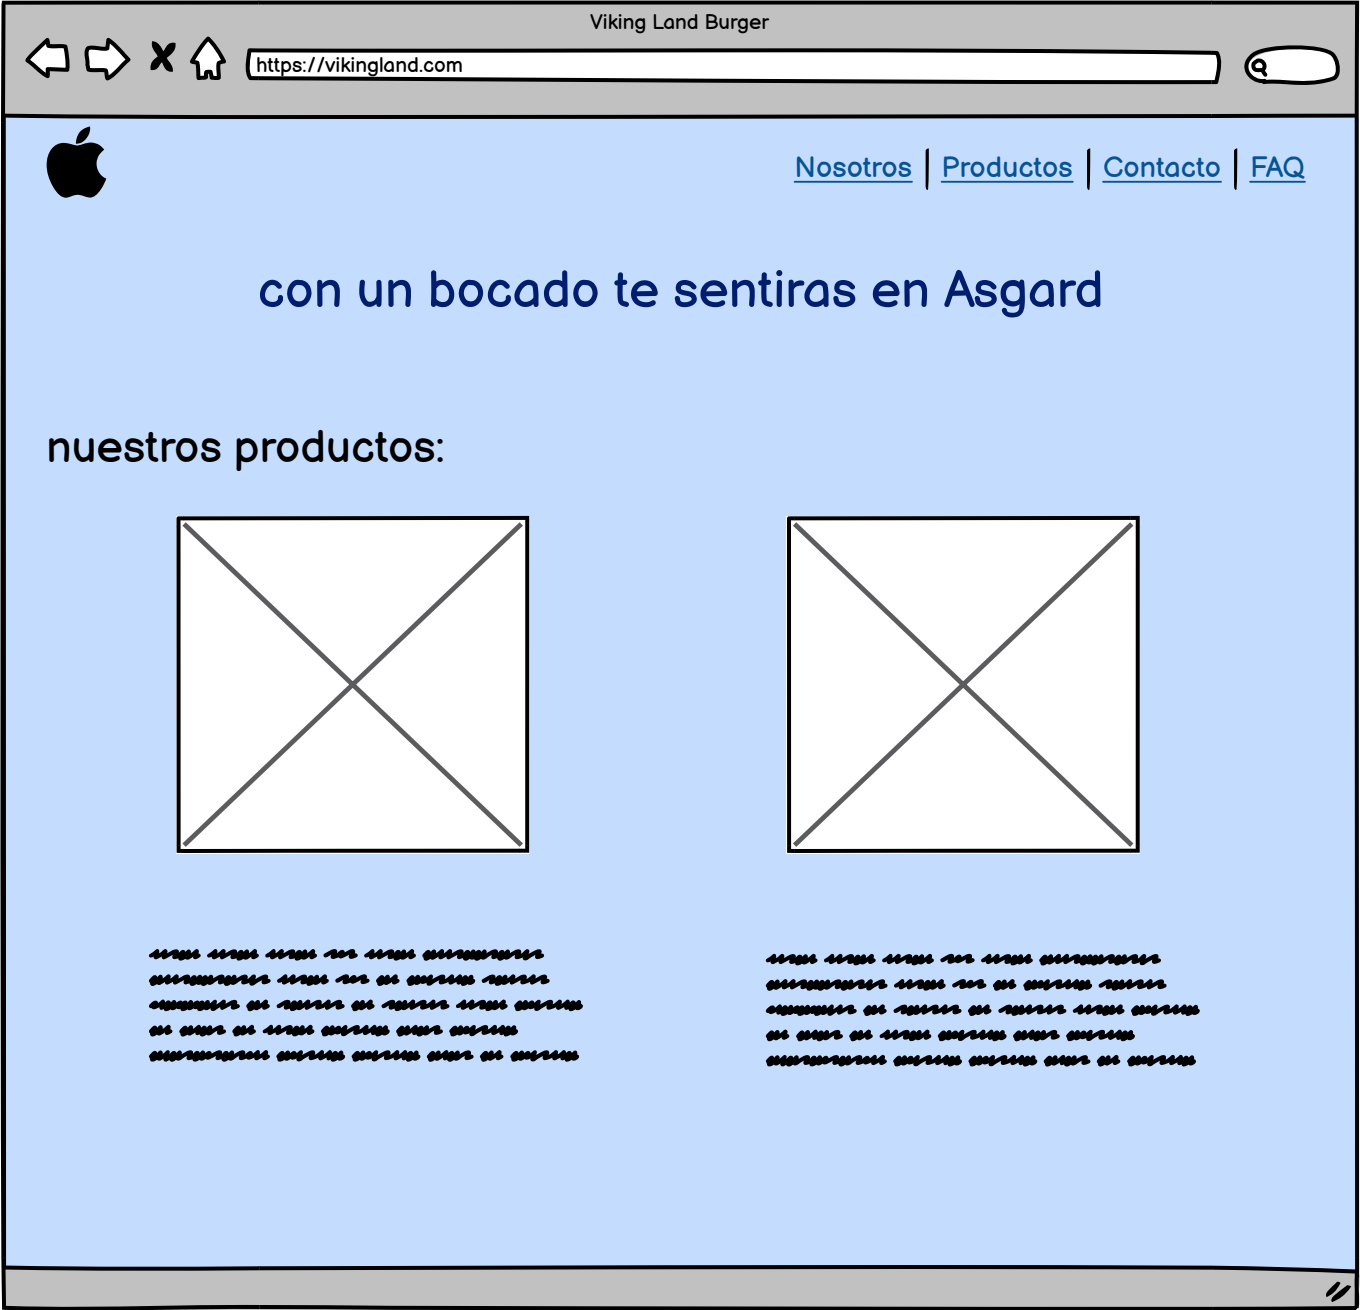 Viking Land Burger
https://vikingland.com
Nosotros | Productos | Contacto | FAQ
con un bocado te sentiras en Asgard
nuestros productos: